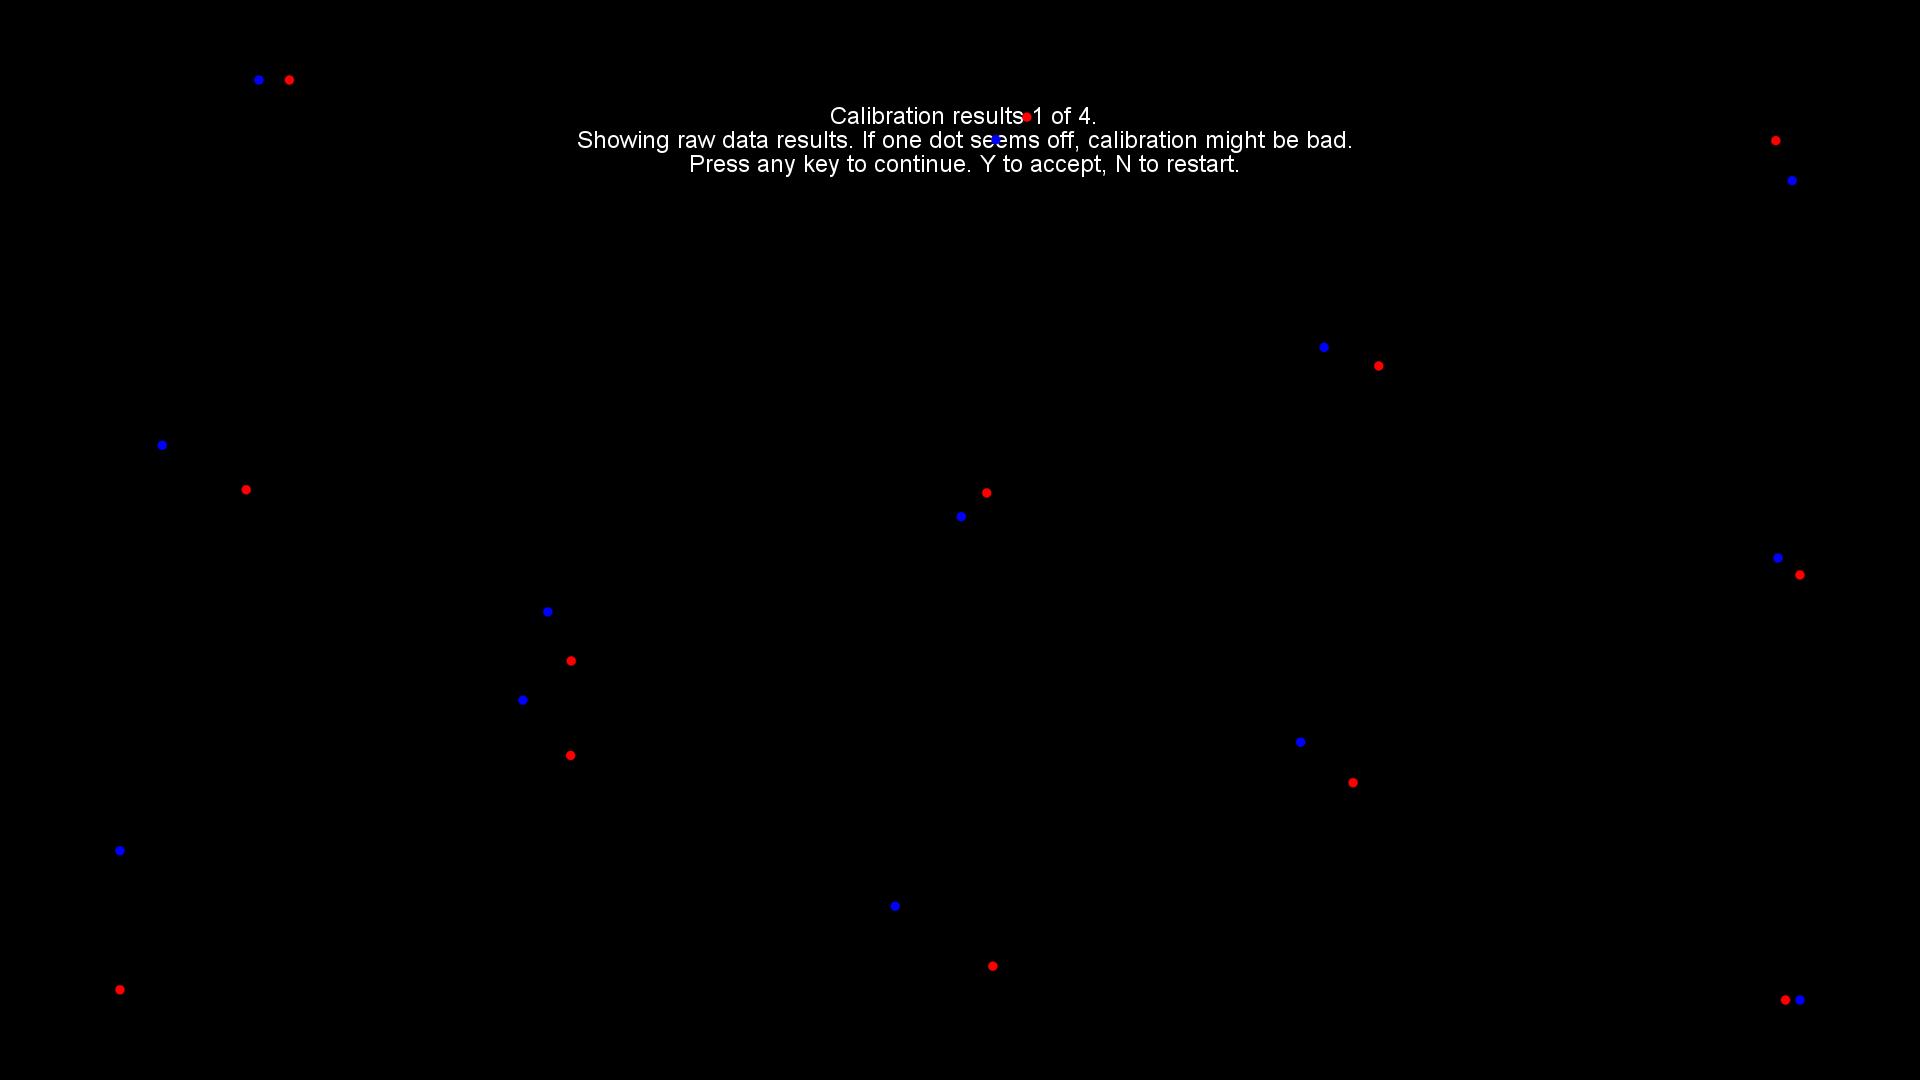 Calibration results 1 of 4.
Showing raw data results. If one dot seems off, calibration might be bad.
Press any key to continue. Y to accept, N to restart.